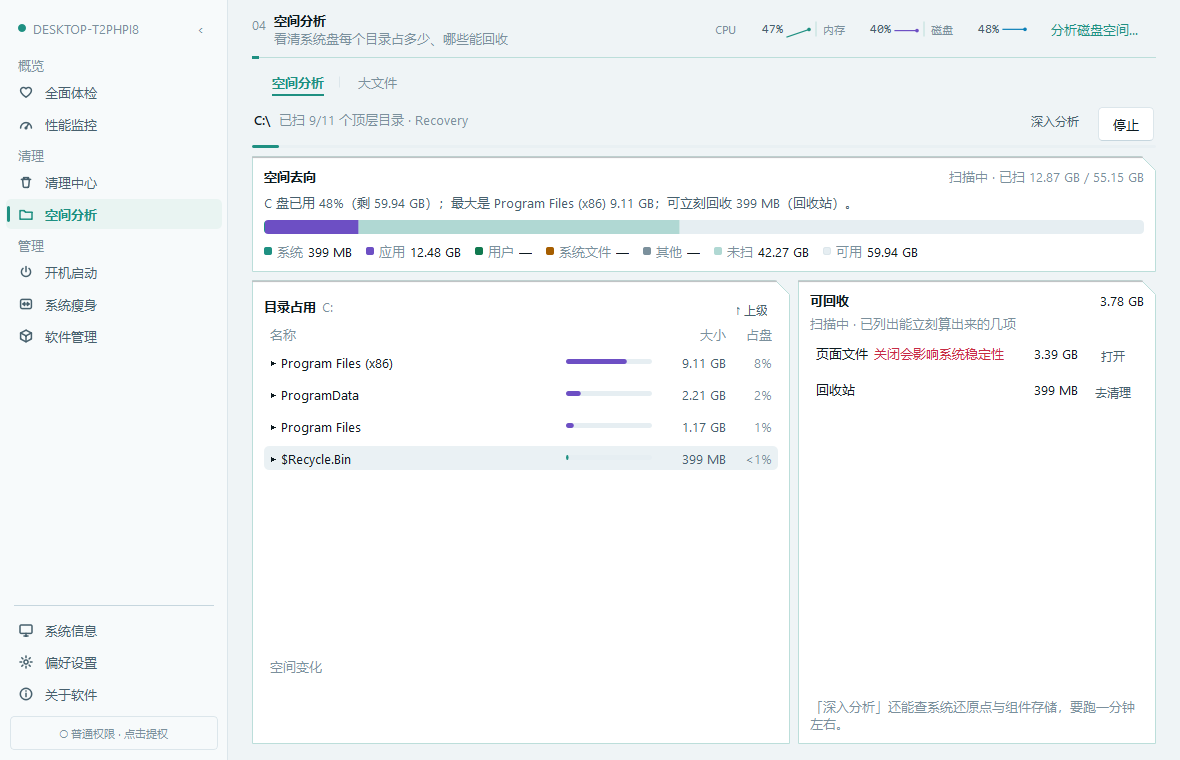 DESKTOP-T2PHPI8
概览
全面体检
性能监控
清理
清理中心
空间分析
管理
开机启动
系统瘦身
软件管理
系统信息
偏好设置
关于软件
普通权限 · 点击提权
04 空间分析
看清系统盘每个目录占多少、哪些能回收
CPU 47% 内存 40% 磁盘 48% 分析磁盘空间...
空间分析 大文件
C:\ 已扫 9/11 个顶层目录 · Recovery 深入分析 停止
空间去向 扫描中 · 已扫 12.87 GB / 55.15 GB
C 盘已用 48%（剩 59.94 GB）；最大是 Program Files (x86) 9.11 GB；可立刻回收 399 MB（回收站）。
系统 399 MB 应用 12.48 GB 用户 — 系统文件 — 其他 — 未扫 42.27 GB 可用 59.94 GB
目录占用 C: ↑ 上级
名称 大小 占盘
▸ Program Files (x86) 9.11 GB 8%
▸ ProgramData 2.21 GB 2%
▸ Program Files 1.17 GB 1%
▸ $Recycle.Bin 399 MB <1%
空间变化
可回收 3.78 GB
扫描中 · 已列出能立刻算出来的几项
页面文件 关闭会影响系统稳定性 3.39 GB 打开
回收站 399 MB 去清理
「深入分析」还能查系统还原点与组件存储，要跑一分钟
左右。